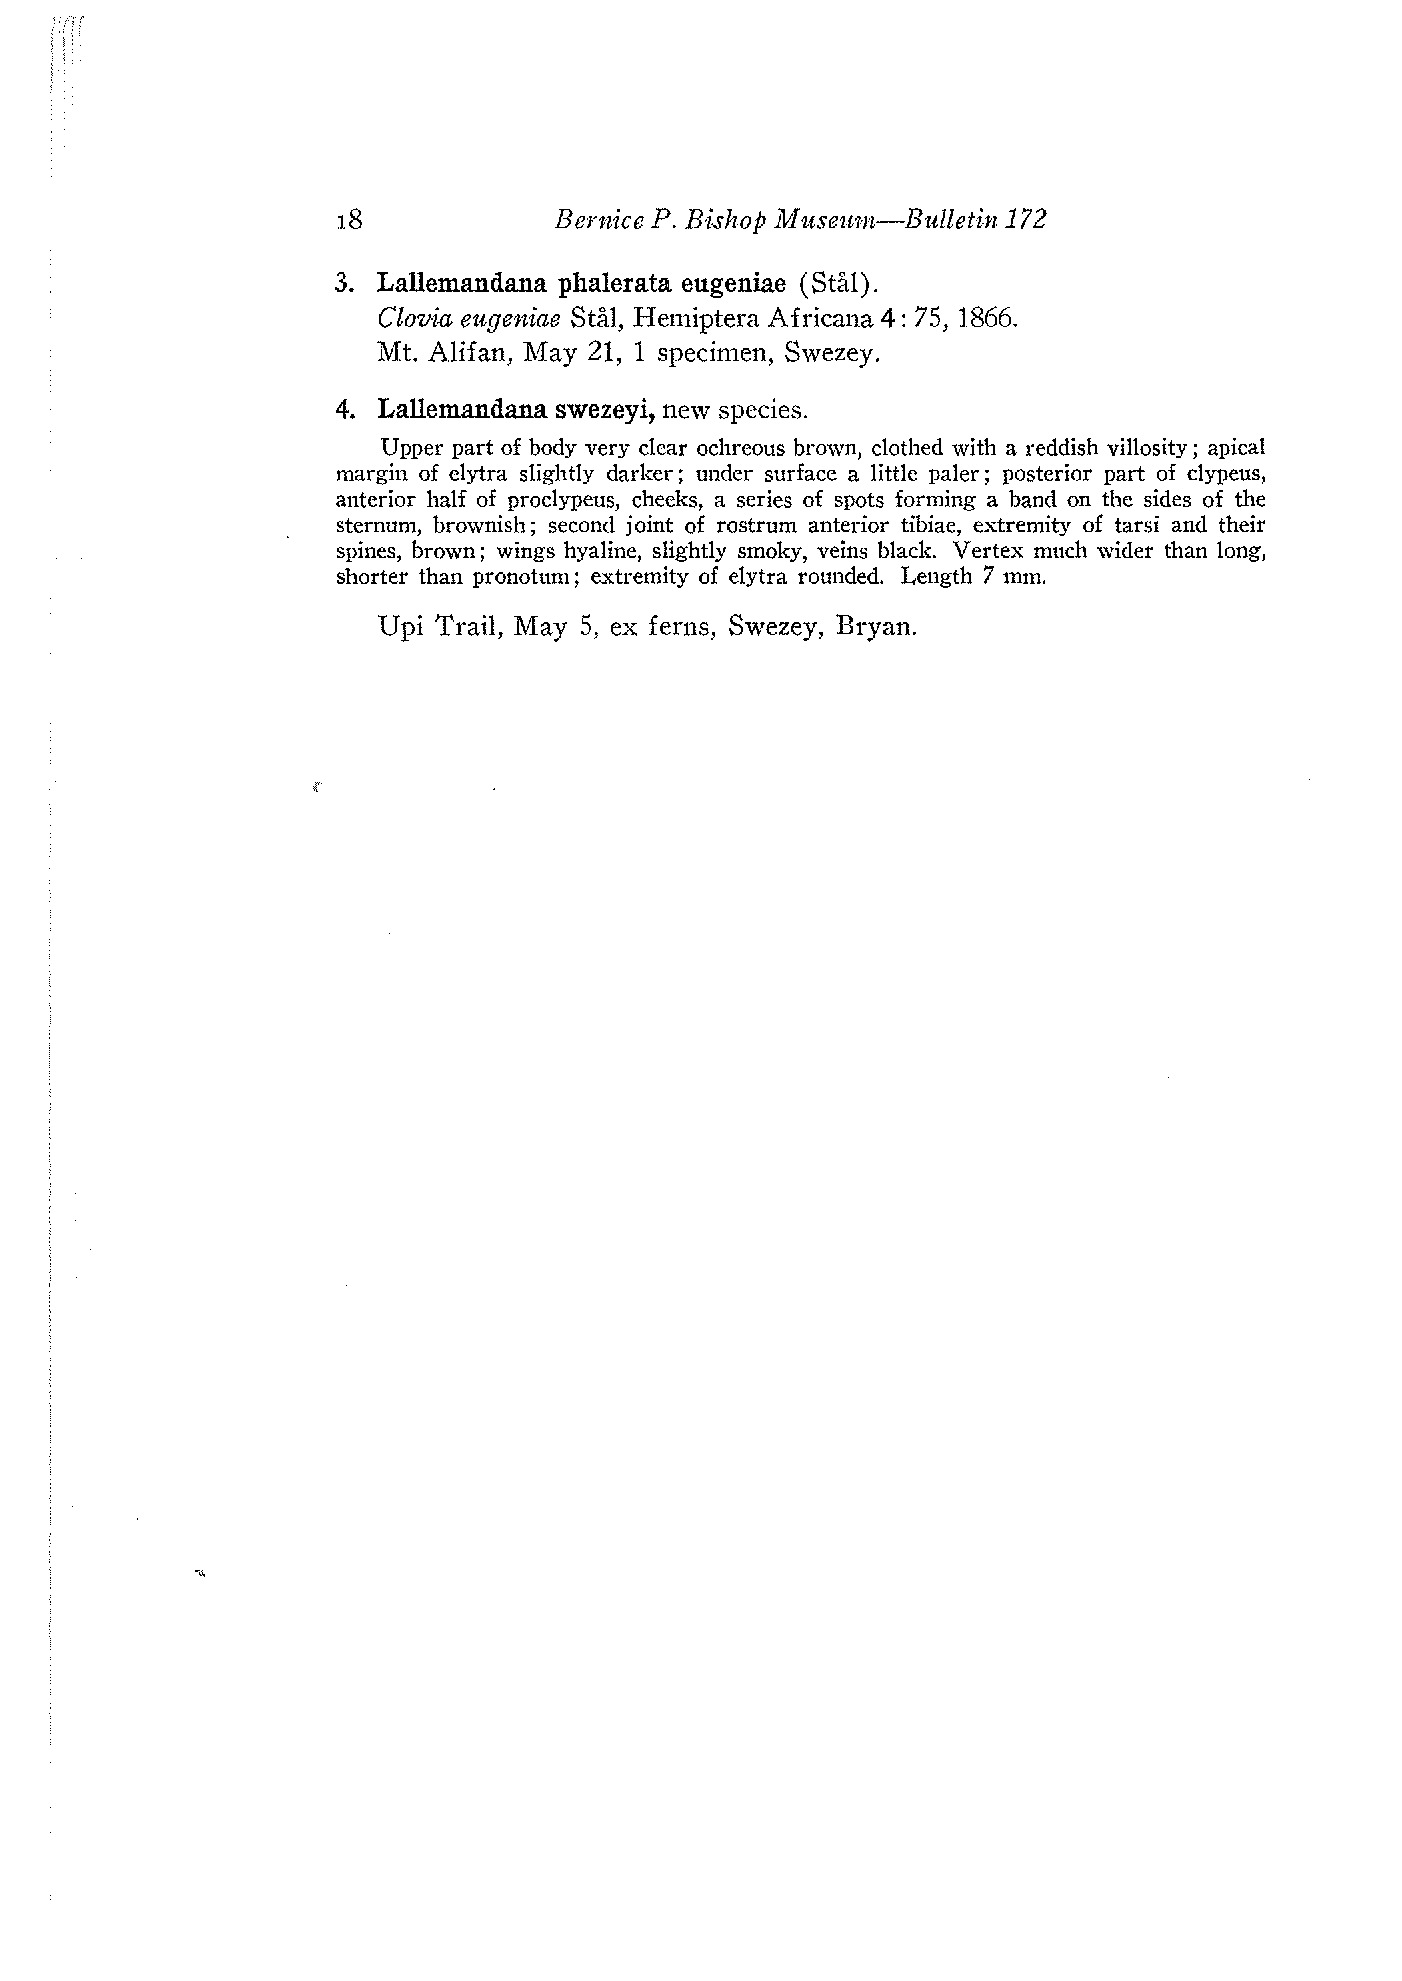 18 Bernice P. Bishop Museum—Bulletin 172
3. Lallemandana phalerata eugeniae (Stål).
Clovia eugeniae Stål, Hemiptera Africana 4: 75, 1866.
Mt. Alifan, May 21, 1 specimen, Swezey.
4. Lallemandana swezeyi, new species.
Upper part of body very clear ochreous brown, clothed with a reddish villosity; apical
margin of elytra slightly darker; under surface a little paler; posterior part of clypeus,
anterior half of proclypeus, cheeks, a series of spots forming a band on the sides of the
sternum, brownish; second joint of rostrum anterior tibiae, extremity of tarsi and their
spines, brown; wings hyaline, slightly smoky, veins black. Vertex much wider than long,
shorter than pronotum; extremity of elytra rounded. Length 7 mm.
Upi Trail, May 5, ex ferns, Swezey, Bryan.